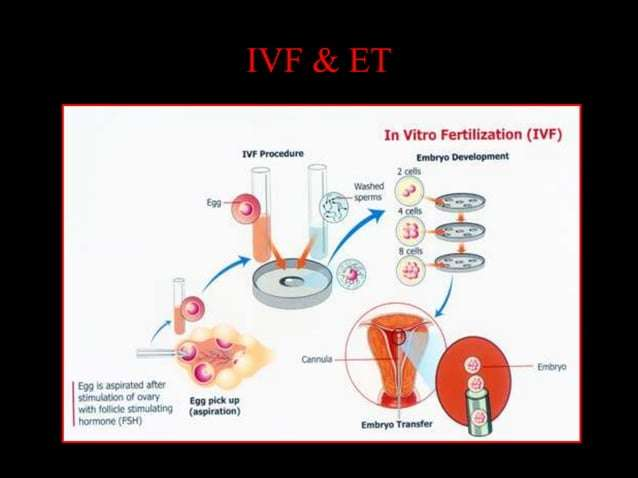 IVF & ET
In Vitro Fertilization (IVF)
IVF Procedure
Embryo Development
2 cells
Washed
sperms
Egg
4 cells
8 cells
Cannula
Embryo
Egg is aspirated after
stimulation of ovary
with follicle stimulating
hormone (FSH)
Egg pick up
(aspiration)
Embryo Transfer